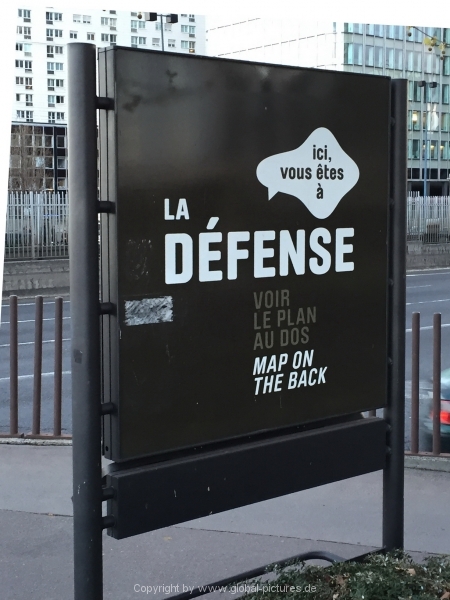 ici,
vous êtes
à
LA
DÉFENSE
VOIR
LE PLAN
AU DOS
MAP ON
THE BACK
Copyright by www.global-pictures.de